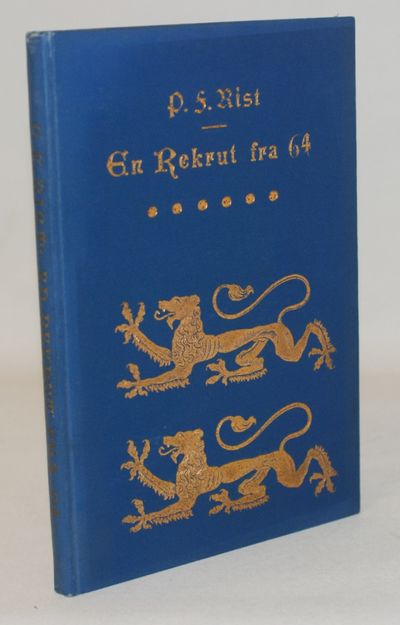 P. F. Rist
En Rekrut fra 64